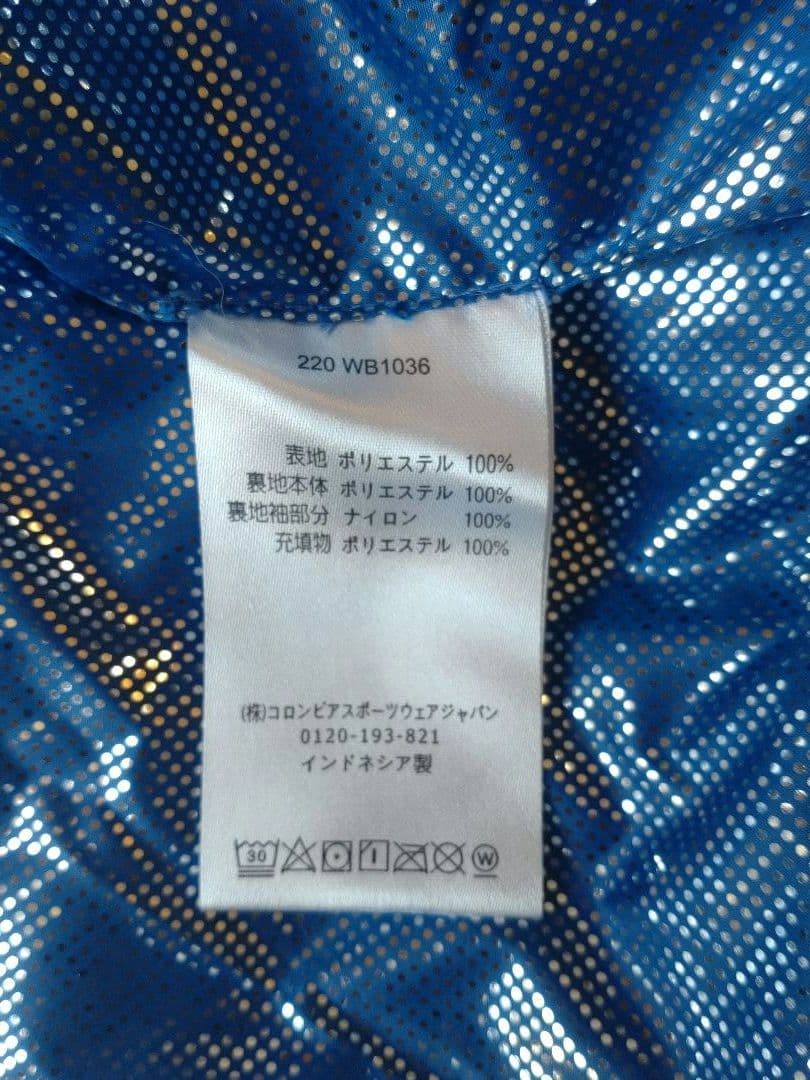 220 WB1036
表地 ポリエステル 100%
裏地本体 ポリエステル 100%
裏地袖部分 ナイロン 100%
充填物 ポリエステル 100%
(株)コロンビアスポーツウェアジャパン
0120-193-821
インドネシア製
30 W